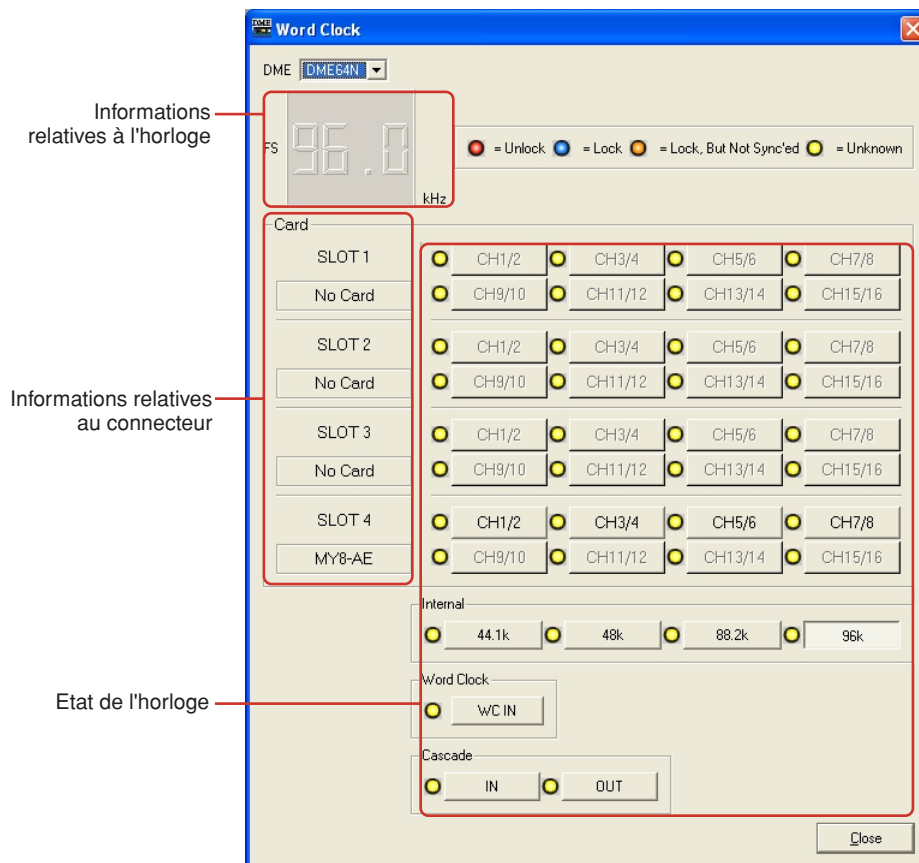 DME Word Clock
DME DME64N
Informations
relatives à l'horloge
FS 96.0 kHz
= Unlock = Lock = Lock, But Not Sync'ed = Unknown
Card
SLOT 1
CH1/2 CH3/4 CH5/6 CH7/8
No Card
CH9/10 CH11/12 CH13/14 CH15/16
SLOT 2
CH1/2 CH3/4 CH5/6 CH7/8
No Card
CH9/10 CH11/12 CH13/14 CH15/16
Informations relatives
au connecteur
SLOT 3
CH1/2 CH3/4 CH5/6 CH7/8
No Card
CH9/10 CH11/12 CH13/14 CH15/16
SLOT 4
CH1/2 CH3/4 CH5/6 CH7/8
MY8-AE
CH9/10 CH11/12 CH13/14 CH15/16
Internal
44.1k 48k 88.2k 96k
Etat de l'horloge
Word Clock
WC IN
Cascade
IN OUT
Close